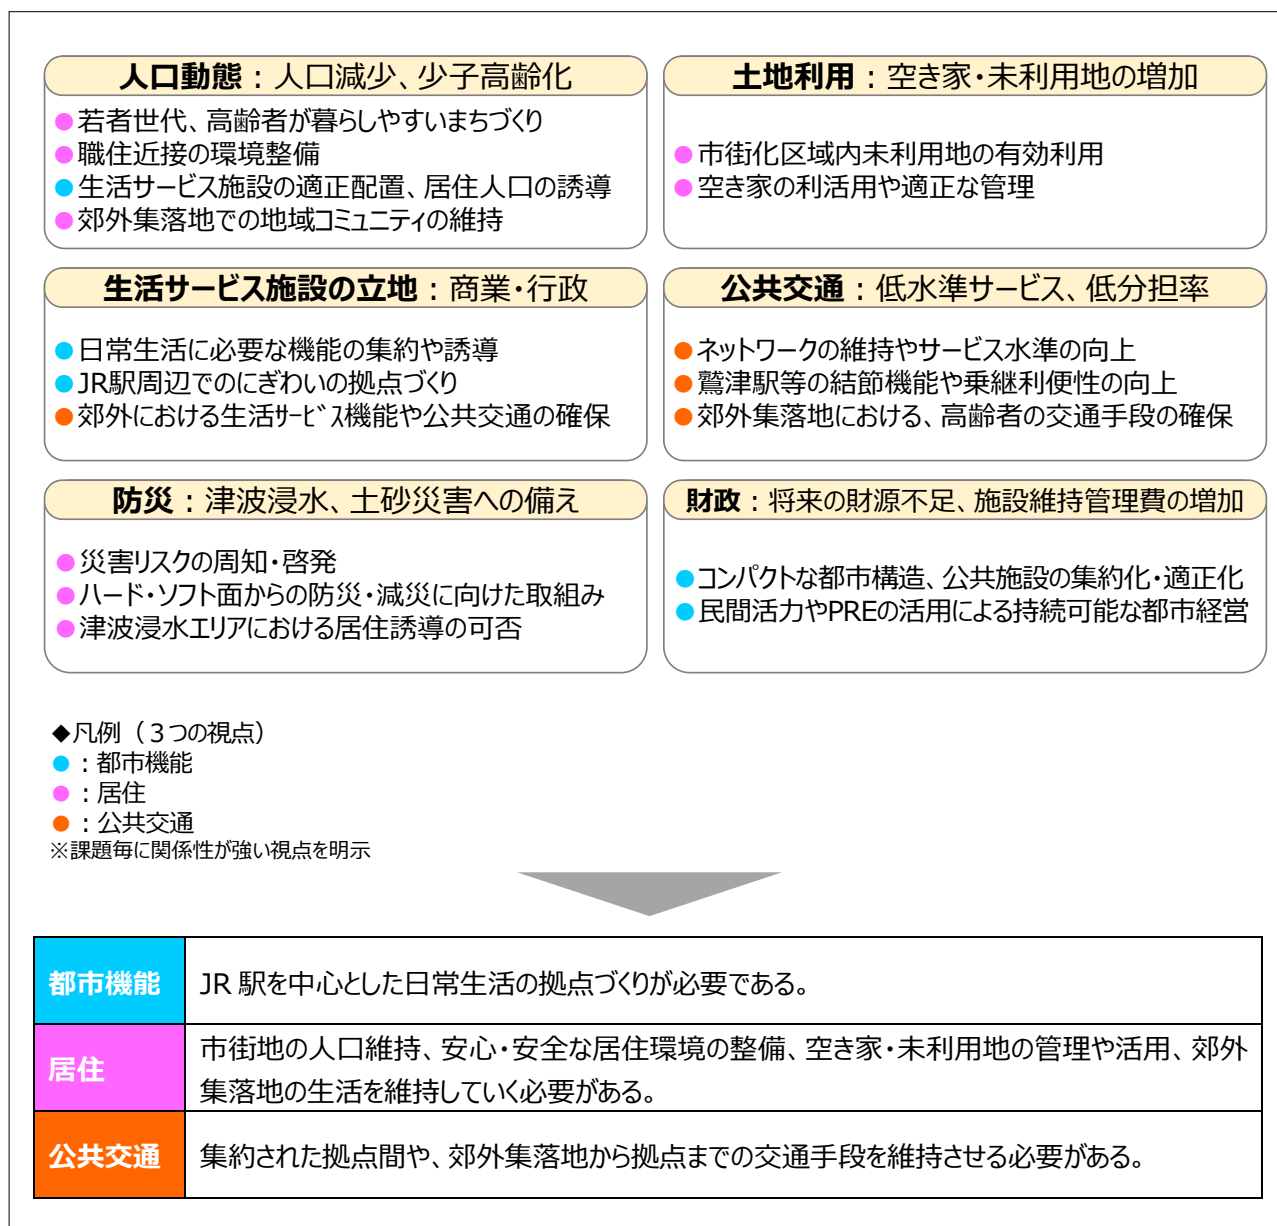 人口動態：人口減少、少子高齢化
●若者世代、高齢者が暮らしやすいまちづくり
●職住近接の環境整備
●生活サービス施設の適正配置、居住人口の誘導
●郊外集落地での地域コミュニティの維持
土地利用：空き家・未利用地の増加
●市街化区域内未利用地の有効利用
●空き家の利活用や適正な管理
生活サービス施設の立地：商業・行政
●日常生活に必要な機能の集約や誘導
●JR駅周辺でのにぎわいの拠点づくり
●郊外における生活ｻｰﾋﾞｽ機能や公共交通の確保
公共交通：低水準サービス、低分担率
●ネットワークの維持やサービス水準の向上
●鷲津駅等の結節機能や乗継利便性の向上
●郊外集落地における、高齢者の交通手段の確保
防災：津波浸水、土砂災害への備え
●災害リスクの周知・啓発
●ハード・ソフト面からの防災・減災に向けた取組み
●津波浸水エリアにおける居住誘導の可否
財政：将来の財源不足、施設維持管理費の増加
●コンパクトな都市構造、公共施設の集約化・適正化
●民間活力やPREの活用による持続可能な都市経営
◆凡例（３つの視点）
●：都市機能
●：居住
●：公共交通
※課題毎に関係性が強い視点を明示
都市機能
JR 駅を中心とした日常生活の拠点づくりが必要である。
居住
市街地の人口維持、安心・安全な居住環境の整備、空き家・未利用地の管理や活用、郊外
集落地の生活を維持していく必要がある。
公共交通
集約された拠点間や、郊外集落地から拠点までの交通手段を維持させる必要がある。